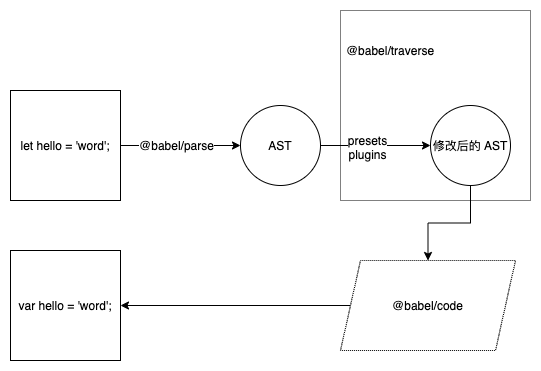 @babel/traverse
let hello = 'word';
@babel/parse
AST
presets
plugins
修改后的 AST
var hello = 'word';
@babel/code